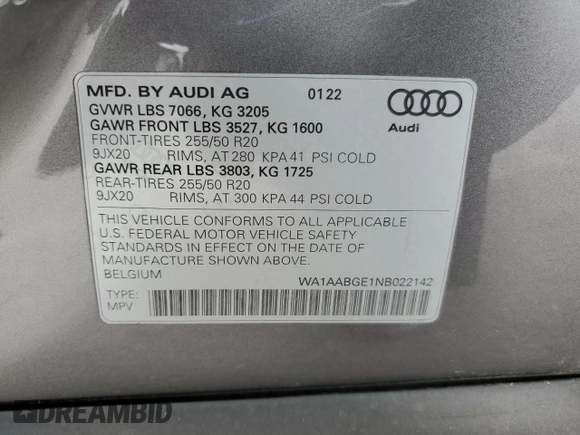 MFD. BY AUDI AG 01 22
GVWR LBS 7066, KG 3205
GAWR FRONT LBS 3527, KG 1600
FRONT-TIRES 255/50 R20
9JX20 RIMS, AT 280 KPA 41 PSI COLD
GAWR REAR LBS 3803, KG 1725
REAR-TIRES 255/50 R20
9JX20 RIMS, AT 300 KPA 44 PSI COLD
Audi
THIS VEHICLE CONFORMS TO ALL APPLICABLE
U.S. FEDERAL MOTOR VEHICLE SAFETY
STANDARDS IN EFFECT ON THE DATE OF
MANUFACTURE SHOWN ABOVE.
BELGIUM WA1AABGE1NB022142
TYPE:
MPV
DREAMBID